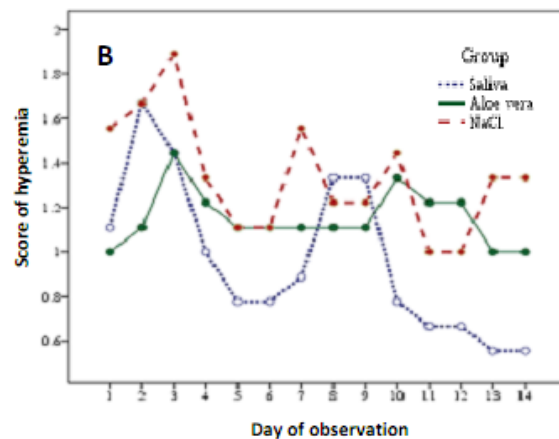 B
Group
Saliva
Aloe vera
NaCl
Score of hyperemia
2
1.8
1.6
1.4
1.2
1
0.8
0.6
1 2 3 4 5 6 7 8 9 10 11 12 13 14
Day of observation